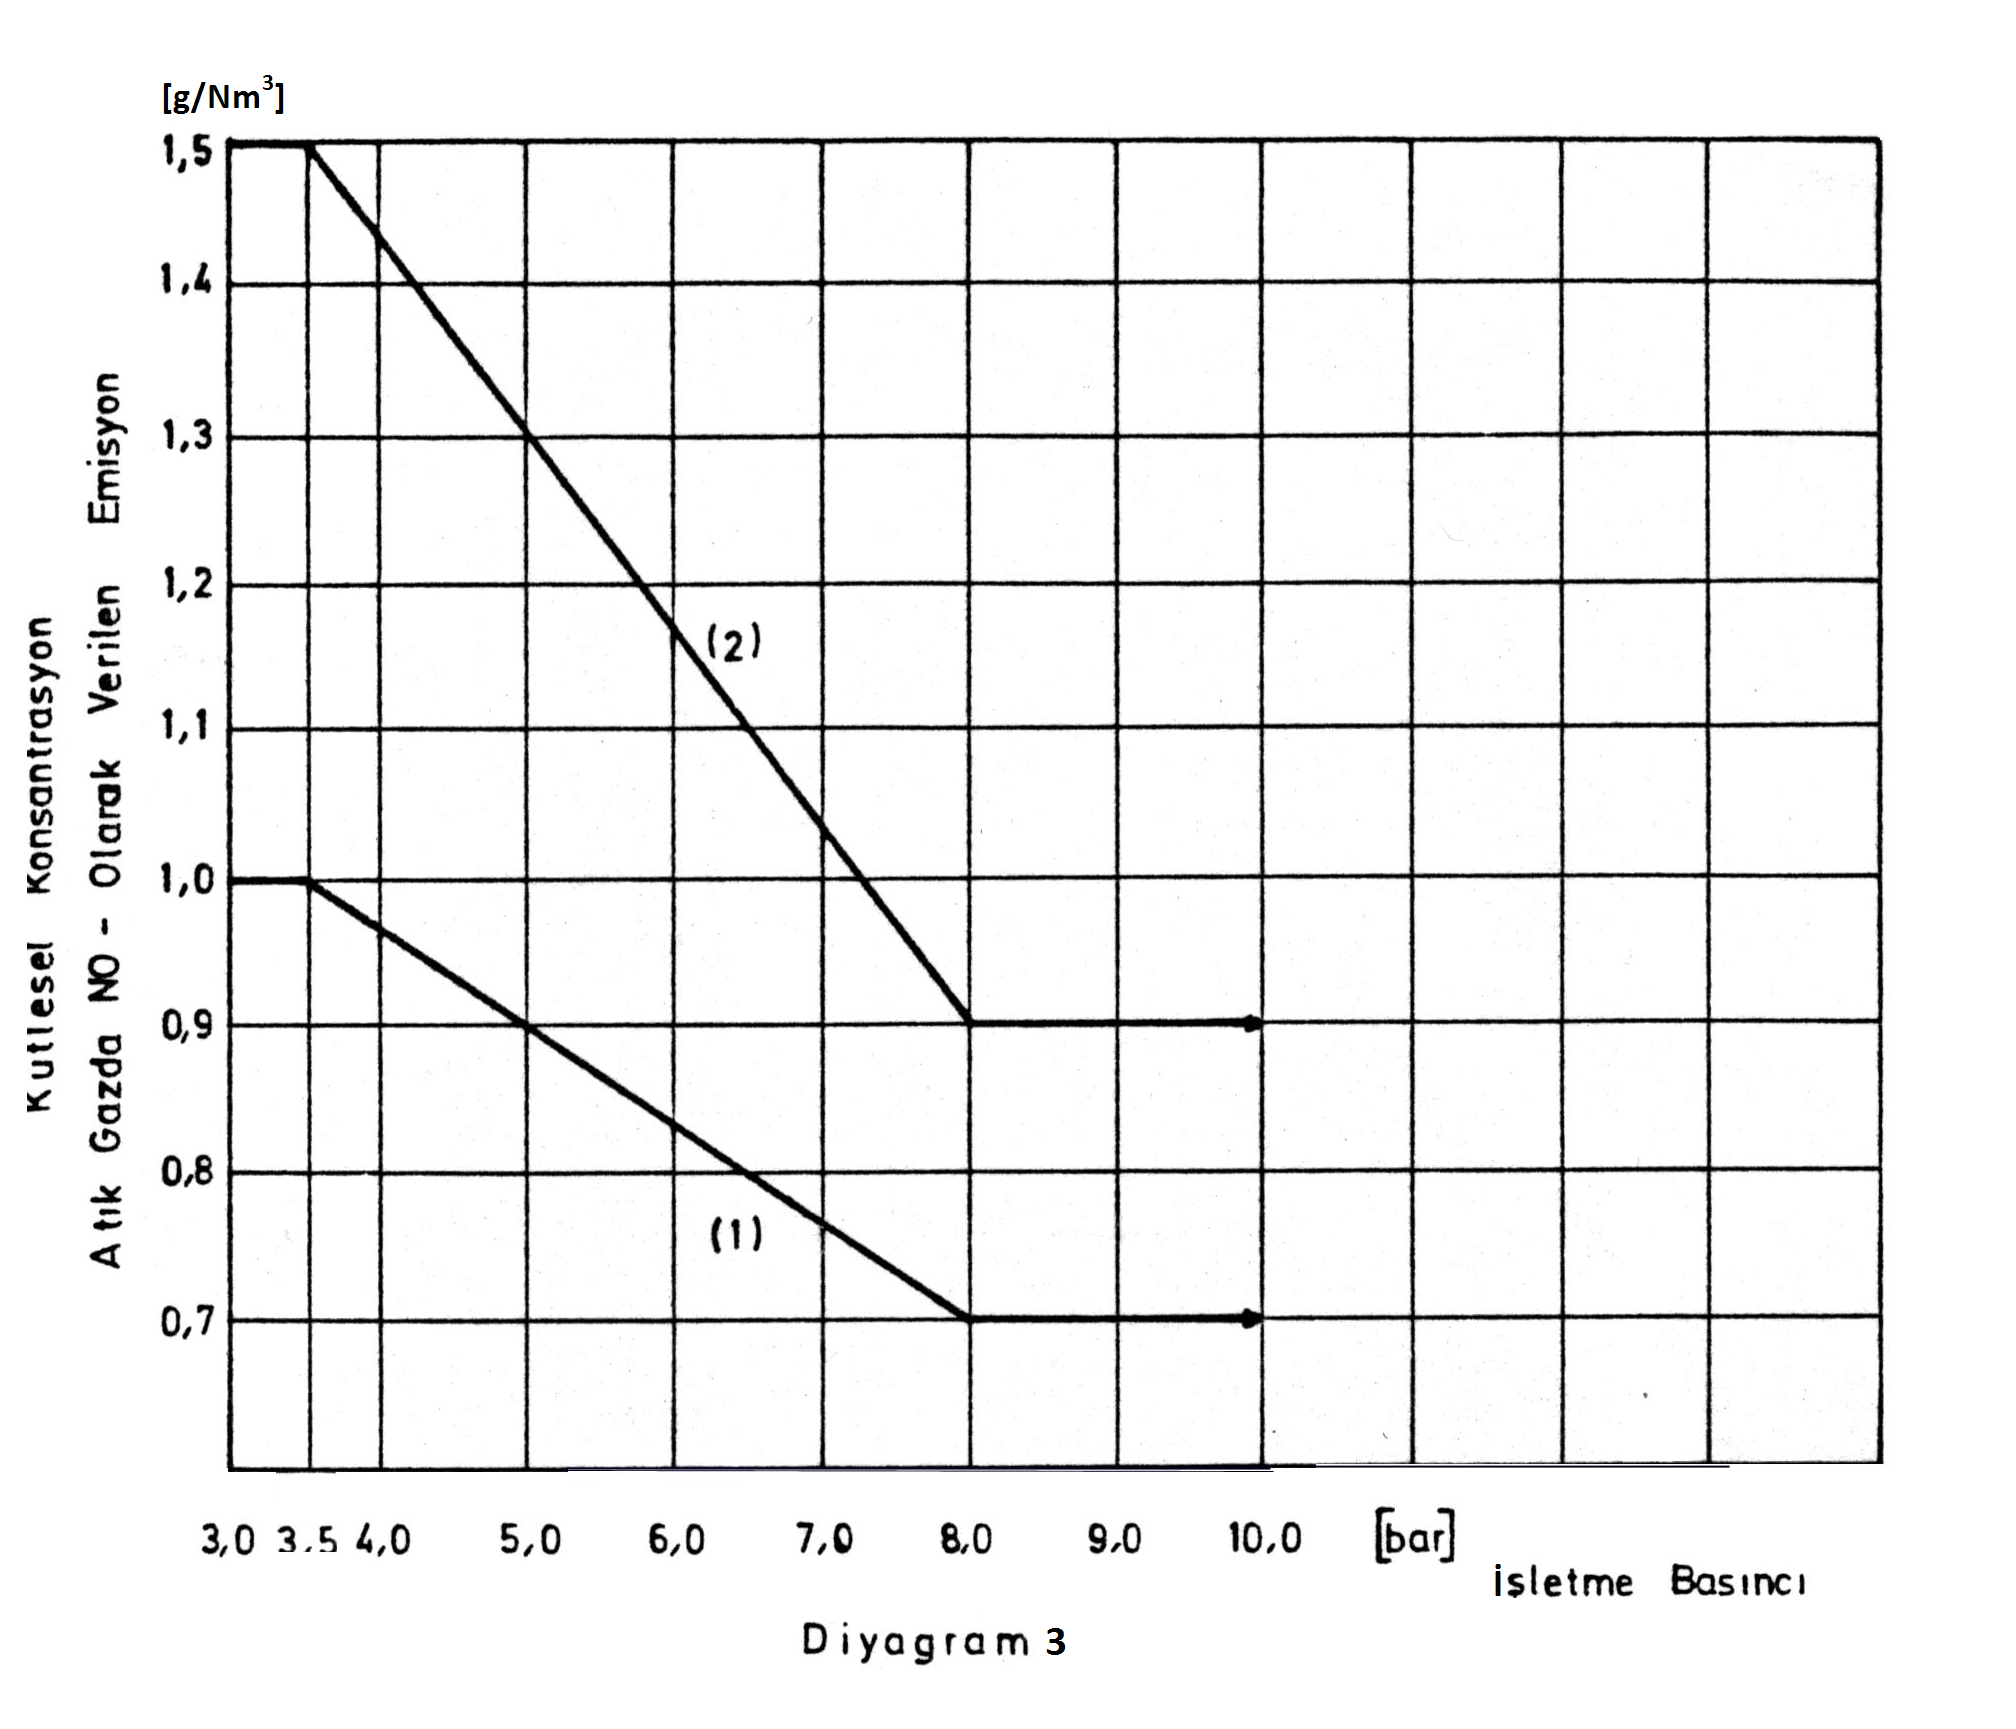 [g/Nm³]
1,5
1,4
1,3
1,2
1,1
1,0
0,9
0,8
0,7
Kutlesel Konsantrasyon
Atık Gazda NO - Olarak Verilen Emisyon
(2)
(1)
3,0 3,5 4,0 5,0 6,0 7,0 8,0 9,0 10,0 [bar]
İşletme Basıncı
Diyagram 3